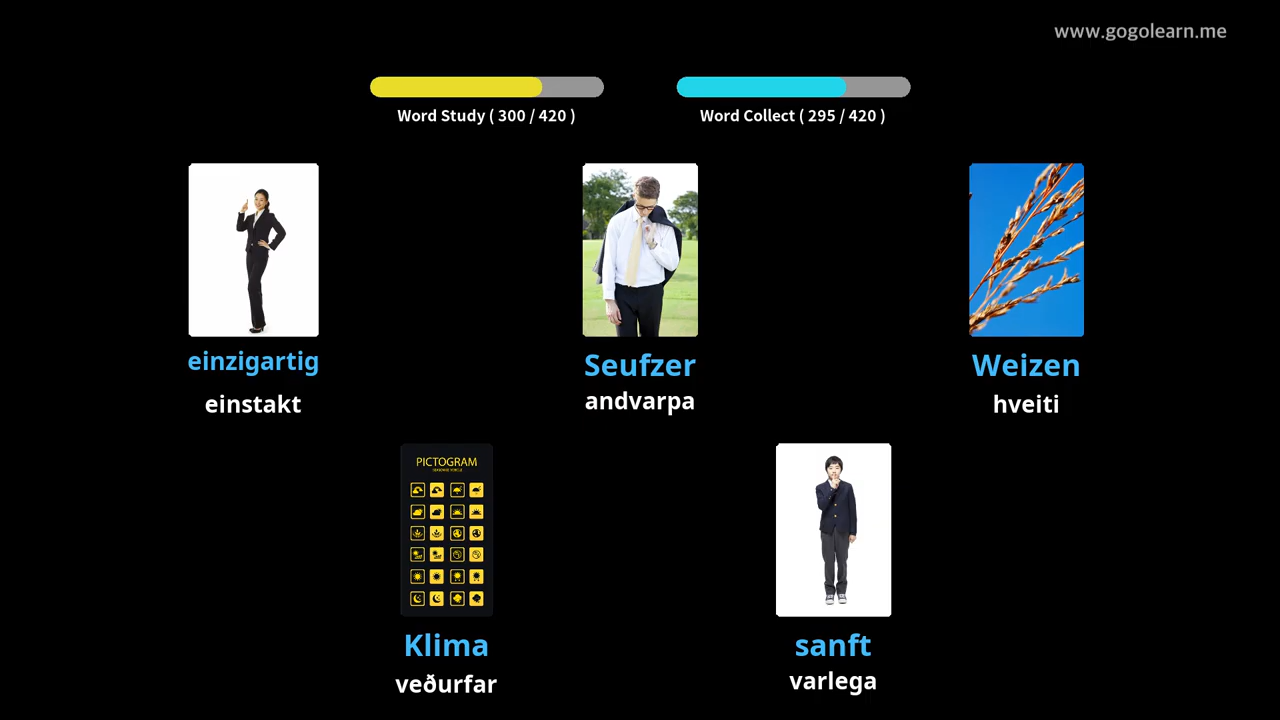 www.gogolearn.me
Word Study ( 300 / 420 )
Word Collect ( 295 / 420 )
einzigartig
einstakt
Seufzer
andvarpa
Weizen
hveiti
PICTOGRAM
Klima
veðurfar
sanft
varlega